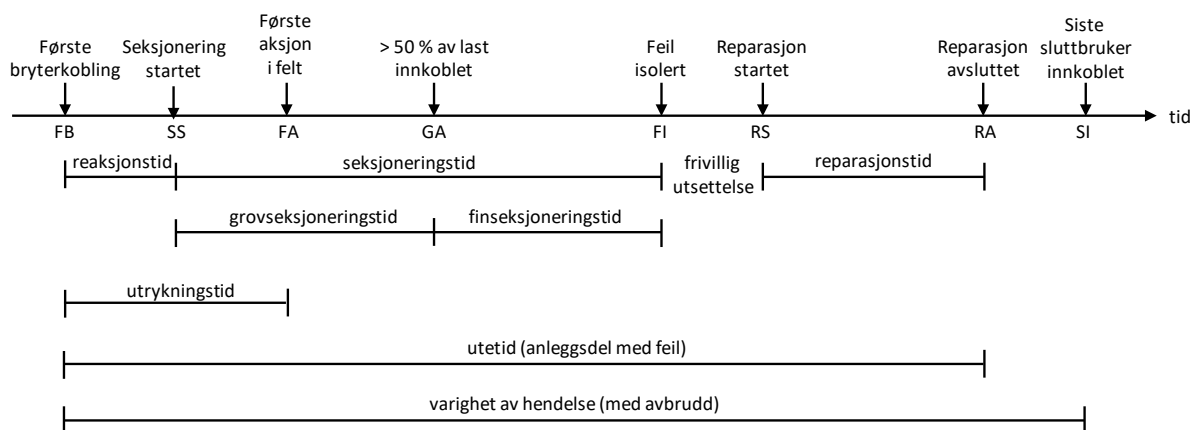 Første
bryterkobling
Seksjonering
startet
Første
aksjon
i felt
> 50 % av last
innkoblet
Feil
isolert
Reparasjon
startet
Reparasjon
avsluttet
Siste
sluttbruker
innkoblet
tid
FB SS FA GA FI RS RA SI
reaksjonstid
seksjoneringstid
frivillig
utsettelse
reparasjonstid
grovseksjoneringstid
finseksjoneringstid
utrykningstid
utetid (anleggsdel med feil)
varighet av hendelse (med avbrudd)